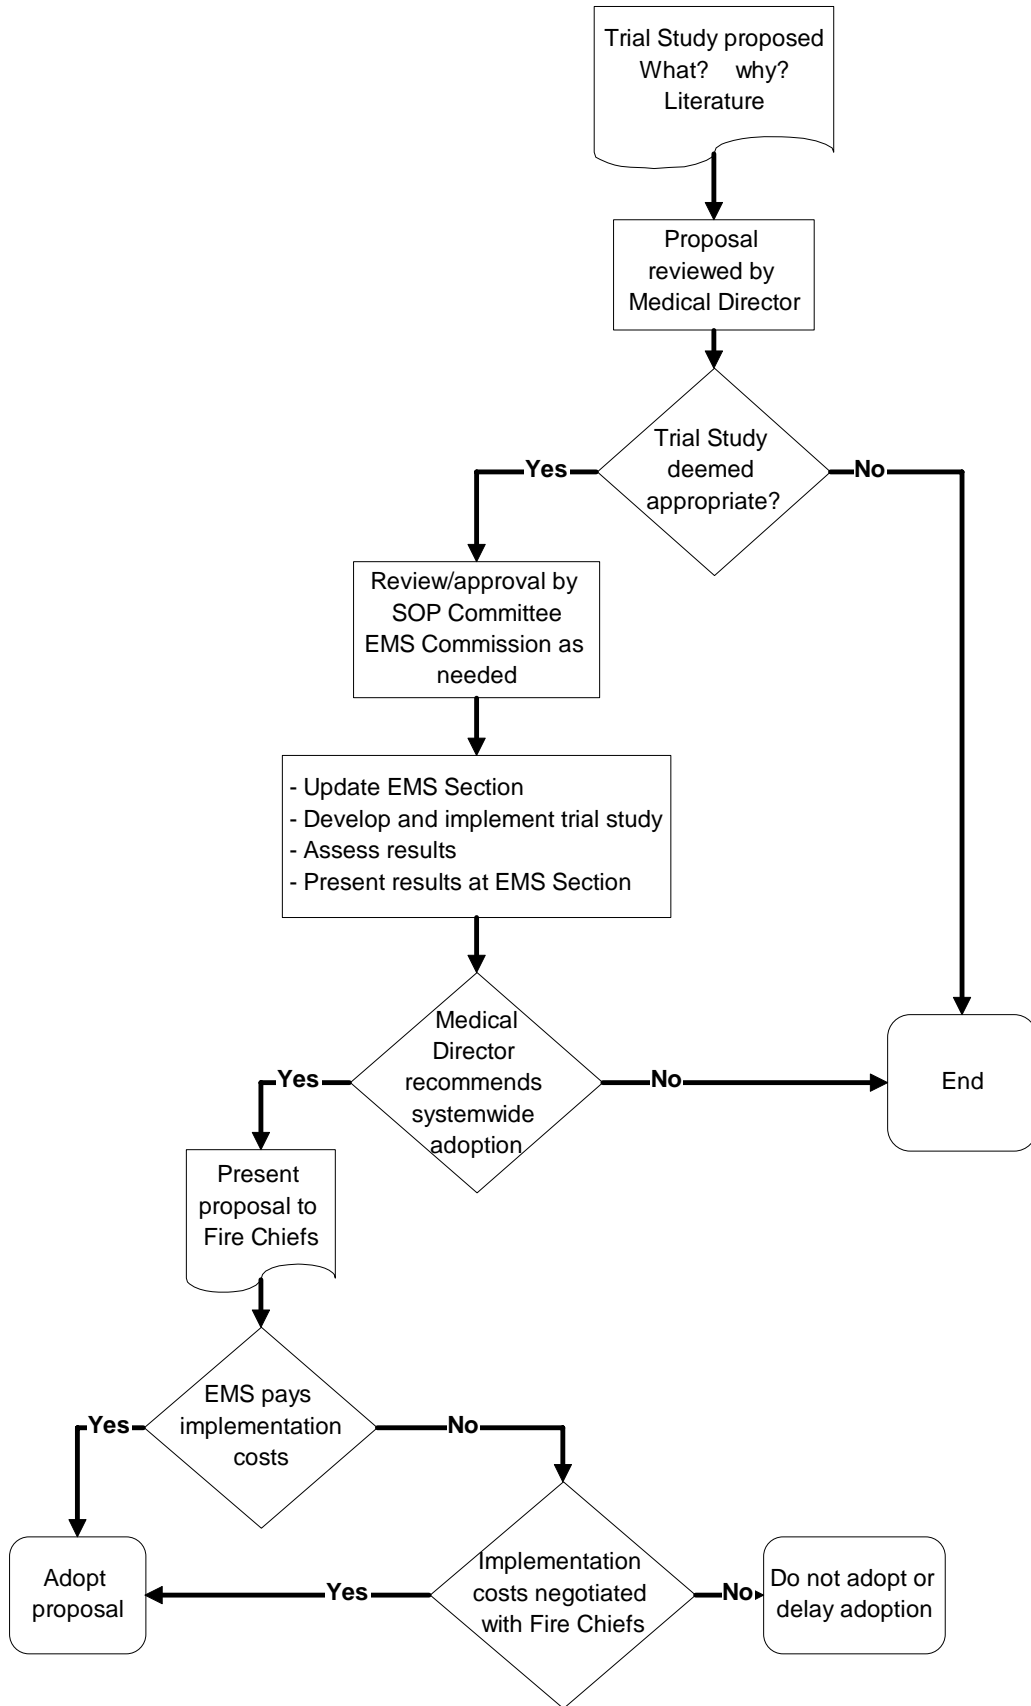 Trial Study proposed
What? why?
Literature
Proposal
reviewed by
Medical Director
Trial Study
deemed
appropriate?
Yes
No
Review/approval by
SOP Committee
EMS Commission as
needed
- Update EMS Section
- Develop and implement trial study
- Assess results
- Present results at EMS Section
Medical
Director
recommends
systemwide
adoption
Yes
No
End
Present
proposal to
Fire Chiefs
EMS pays
implementation
costs
Yes
No
Adopt
proposal
Implementation
costs negotiated
with Fire Chiefs
Yes
No
Do not adopt or
delay adoption